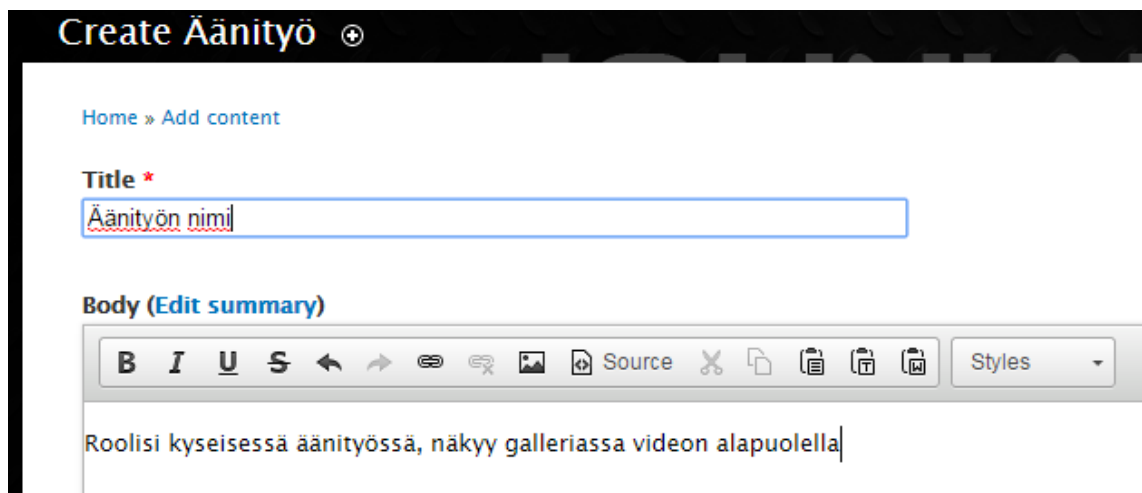 Create Äänityö
Home » Add content
Title *
Äänityön nimi
Body (Edit summary)
B I U S Source Styles
Roolisi kyseisessä äänityössä, näkyy galleriassa videon alapuolella